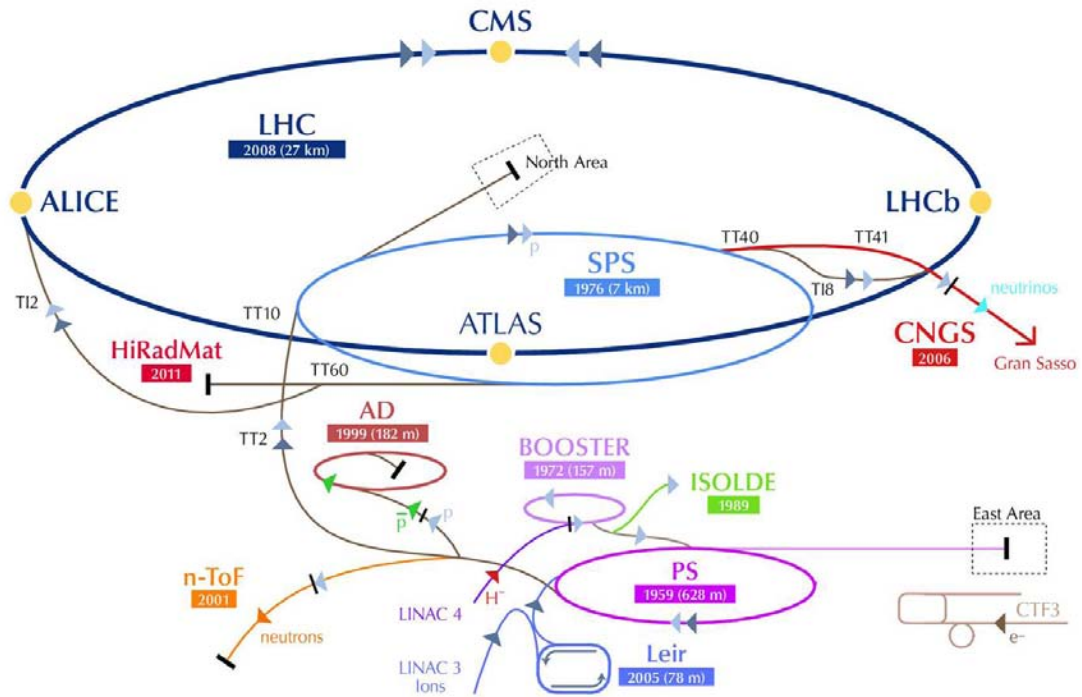 CMS
LHC
2008 (27 km)
North Area
ALICE
LHCb
TT40
TT41
p
SPS
1976 (7 km)
TI8
neutrinos
TI2
TT10
ATLAS
CNGS
2006
Gran Sasso
HiRadMat
2011
TT60
AD
1999 (182 m)
TT2
BOOSTER
1972 (157 m)
ISOLDE
1989
p̅
p
East Area
n-ToF
2001
PS
1959 (628 m)
LINAC 4
H⁻
neutrons
CTF3
e⁻
LINAC 3
Ions
Leir
2005 (78 m)